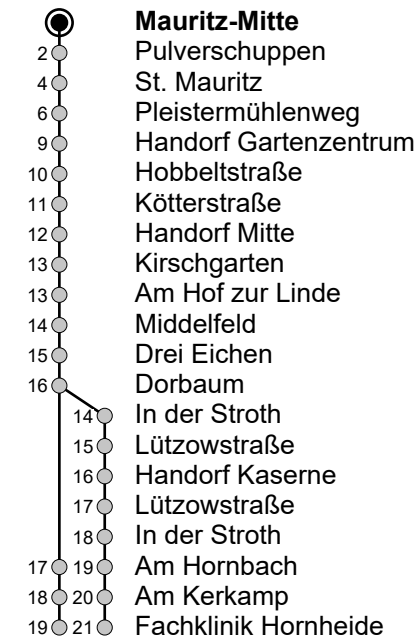 Mauritz-Mitte
2 Pulverschuppen
4 St. Mauritz
6 Pleistermühlenweg
9 Handorf Gartenzentrum
10 Hobbeltstraße
11 Kötterstraße
12 Handorf Mitte
13 Kirschgarten
13 Am Hof zur Linde
14 Middelfeld
15 Drei Eichen
16 Dorbaum
14 In der Stroth
15 Lützowstraße
16 Handorf Kaserne
17 Lützowstraße
18 In der Stroth
17 19 Am Hornbach
18 20 Am Kerkamp
19 21 Fachklinik Hornheide